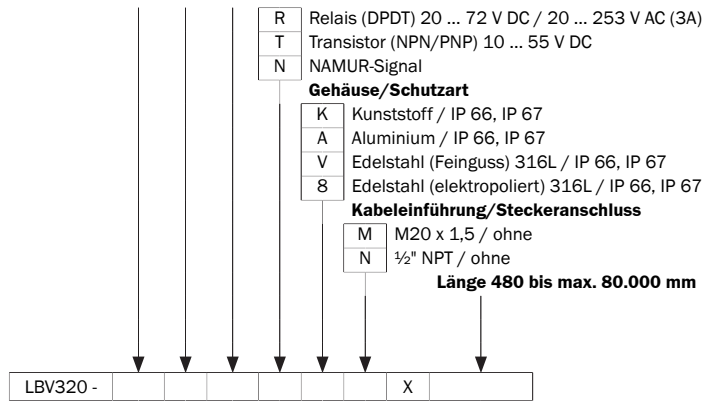 R Relais (DPDT) 20 ... 72 V DC / 20 ... 253 V AC (3A)
T Transistor (NPN/PNP) 10 ... 55 V DC
N NAMUR-Signal
Gehäuse/Schutzart
K Kunststoff / IP 66, IP 67
A Aluminium / IP 66, IP 67
V Edelstahl (Feinguss) 316L / IP 66, IP 67
8 Edelstahl (elektropoliert) 316L / IP 66, IP 67
Kabeleinführung/Steckeranschluss
M M20 x 1,5 / ohne
N ½" NPT / ohne
Länge 480 bis max. 80.000 mm
LBV320 - X